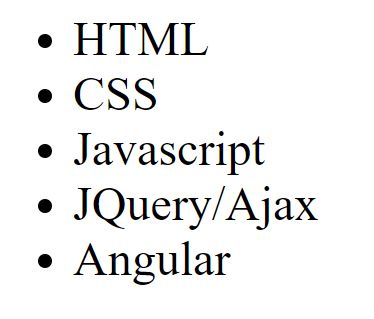 HTML
CSS
Javascript
JQuery/Ajax
Angular